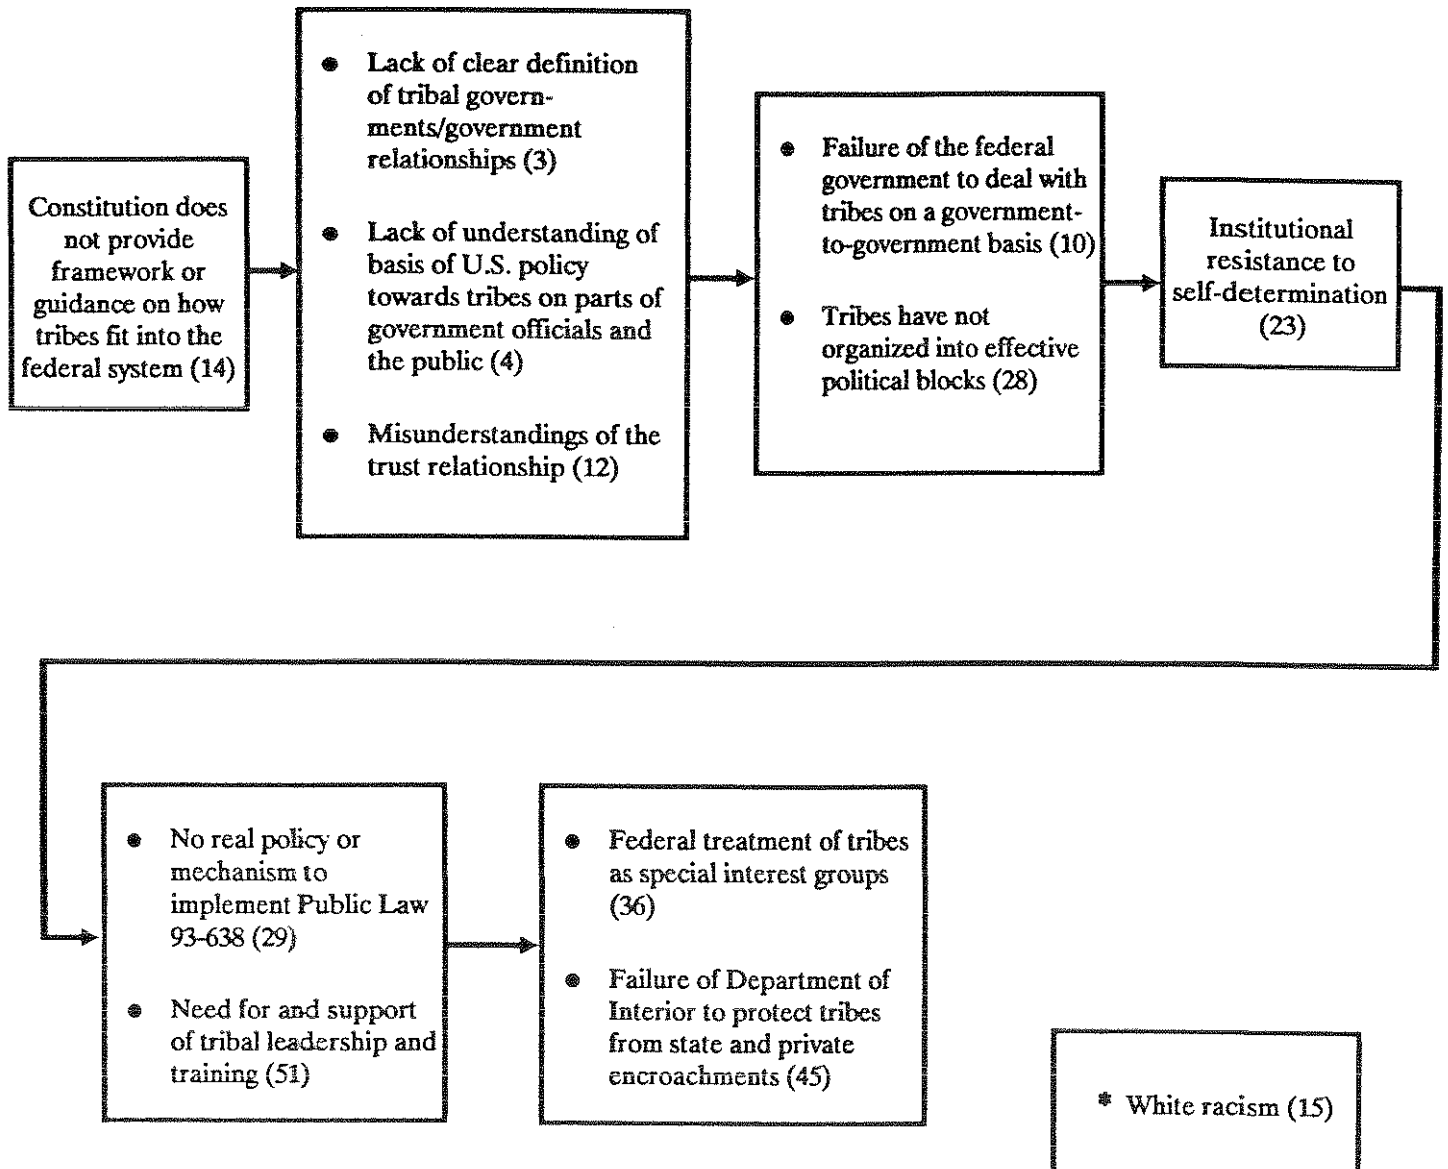 Constitution does
not provide
framework or
guidance on how
tribes fit into the
federal system (14)
● Lack of clear definition
of tribal govern-
ments/government
relationships (3)
● Lack of understanding of
basis of U.S. policy
towards tribes on parts of
government officials and
the public (4)
● Misunderstandings of the
trust relationship (12)
● Failure of the federal
government to deal with
tribes on a government-
to-government basis (10)
● Tribes have not
organized into effective
political blocks (28)
Institutional
resistance to
self-determination
(23)
● No real policy or
mechanism to
implement Public Law
93-638 (29)
● Need for and support
of tribal leadership and
training (51)
● Federal treatment of tribes
as special interest groups
(36)
● Failure of Department of
Interior to protect tribes
from state and private
encroachments (45)
* White racism (15)